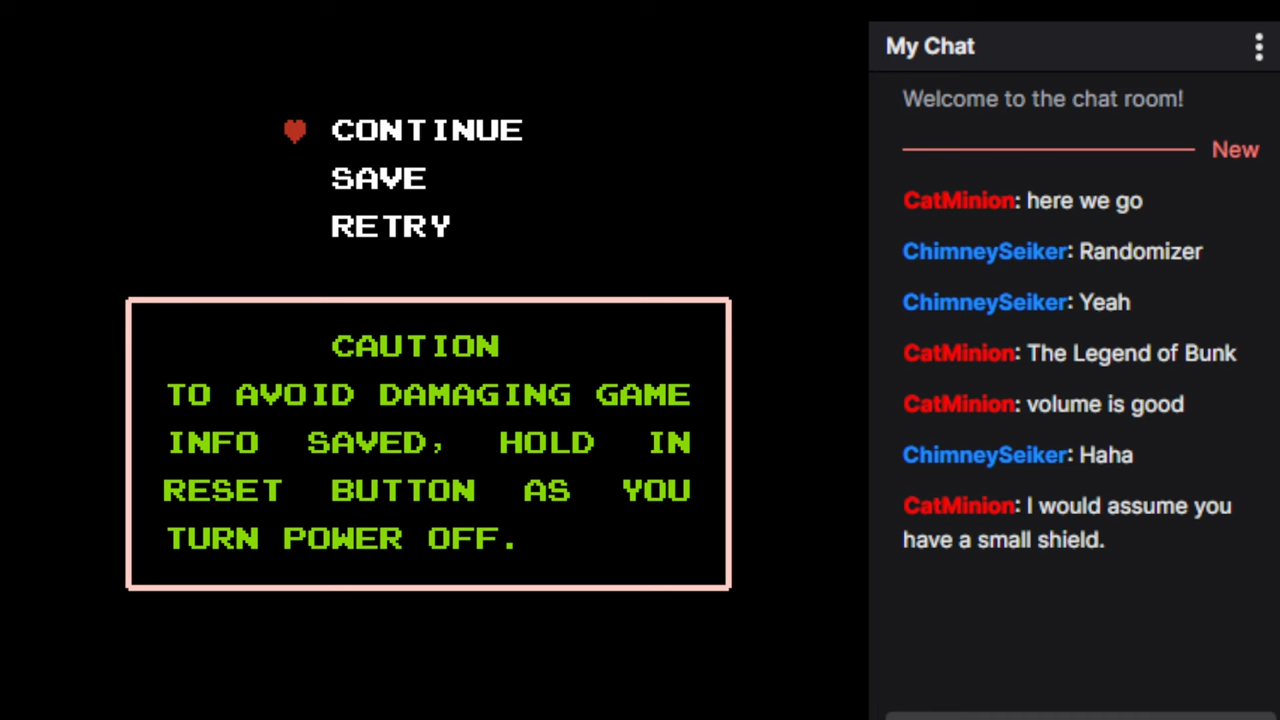 CONTINUE
SAVE
RETRY
CAUTION
TO AVOID DAMAGING GAME
INFO SAVED, HOLD IN
RESET BUTTON AS YOU
TURN POWER OFF.
My Chat
Welcome to the chat room!
New
CatMinion: here we go
ChimneySeiker: Randomizer
ChimneySeiker: Yeah
CatMinion: The Legend of Bunk
CatMinion: volume is good
ChimneySeiker: Haha
CatMinion: I would assume you
have a small shield.